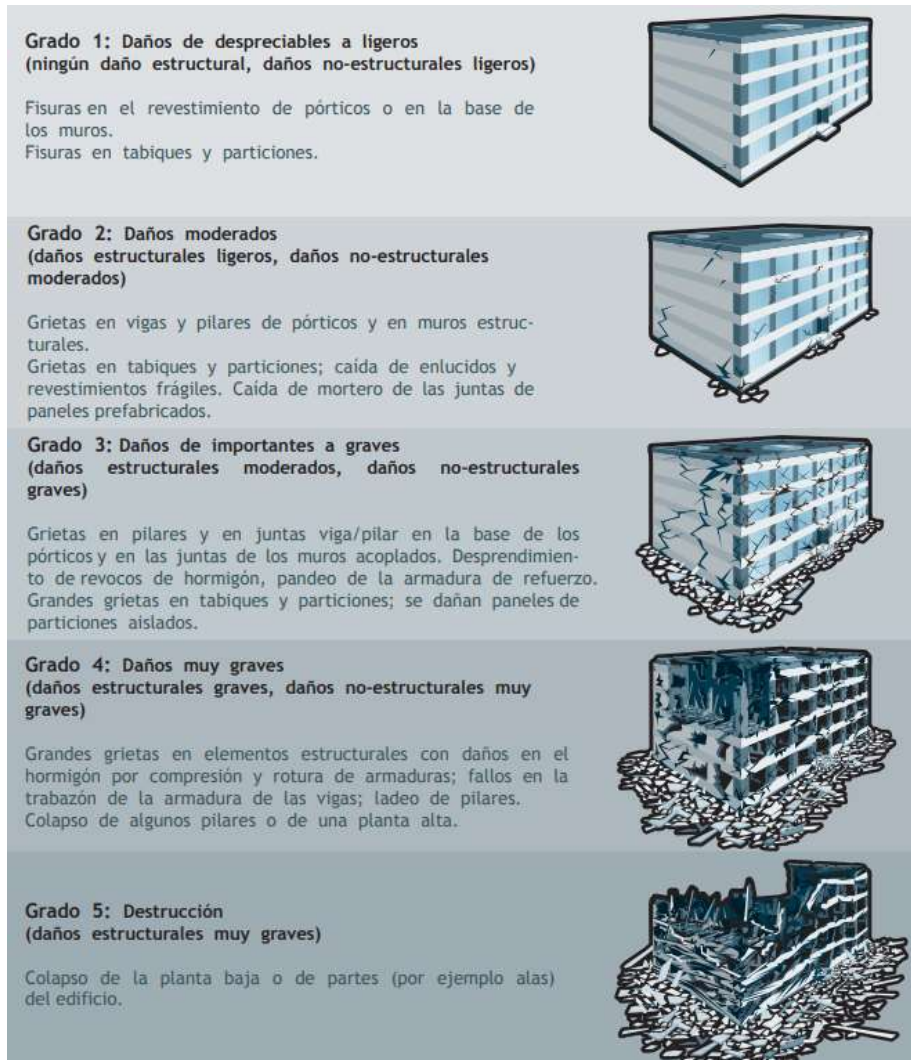 Grado 1: Daños de despreciables a ligeros
(ningún daño estructural, daños no-estructurales ligeros)
Fisuras en el revestimiento de pórticos o en la base de
los muros.
Fisuras en tabiques y particiones.
Grado 2: Daños moderados
(daños estructurales ligeros, daños no-estructurales
moderados)
Grietas en vigas y pilares de pórticos y en muros estruc-
turales.
Grietas en tabiques y particiones; caída de enlucidos y
revestimientos frágiles. Caída de mortero de las juntas de
paneles prefabricados.
Grado 3: Daños de importantes a graves
(daños estructurales moderados, daños no-estructurales
graves)
Grietas en pilares y en juntas viga/pilar en la base de los
pórticos y en las juntas de los muros acoplados. Desprendimien-
to de revocos de hormigón, pandeo de la armadura de refuerzo.
Grandes grietas en tabiques y particiones; se dañan paneles de
particiones aislados.
Grado 4: Daños muy graves
(daños estructurales graves, daños no-estructurales muy
graves)
Grandes grietas en elementos estructurales con daños en el
hormigón por compresión y rotura de armaduras; fallos en la
trabazón de la armadura de las vigas; ladeo de pilares.
Colapso de algunos pilares o de una planta alta.
Grado 5: Destrucción
(daños estructurales muy graves)
Colapso de la planta baja o de partes (por ejemplo alas)
del edificio.